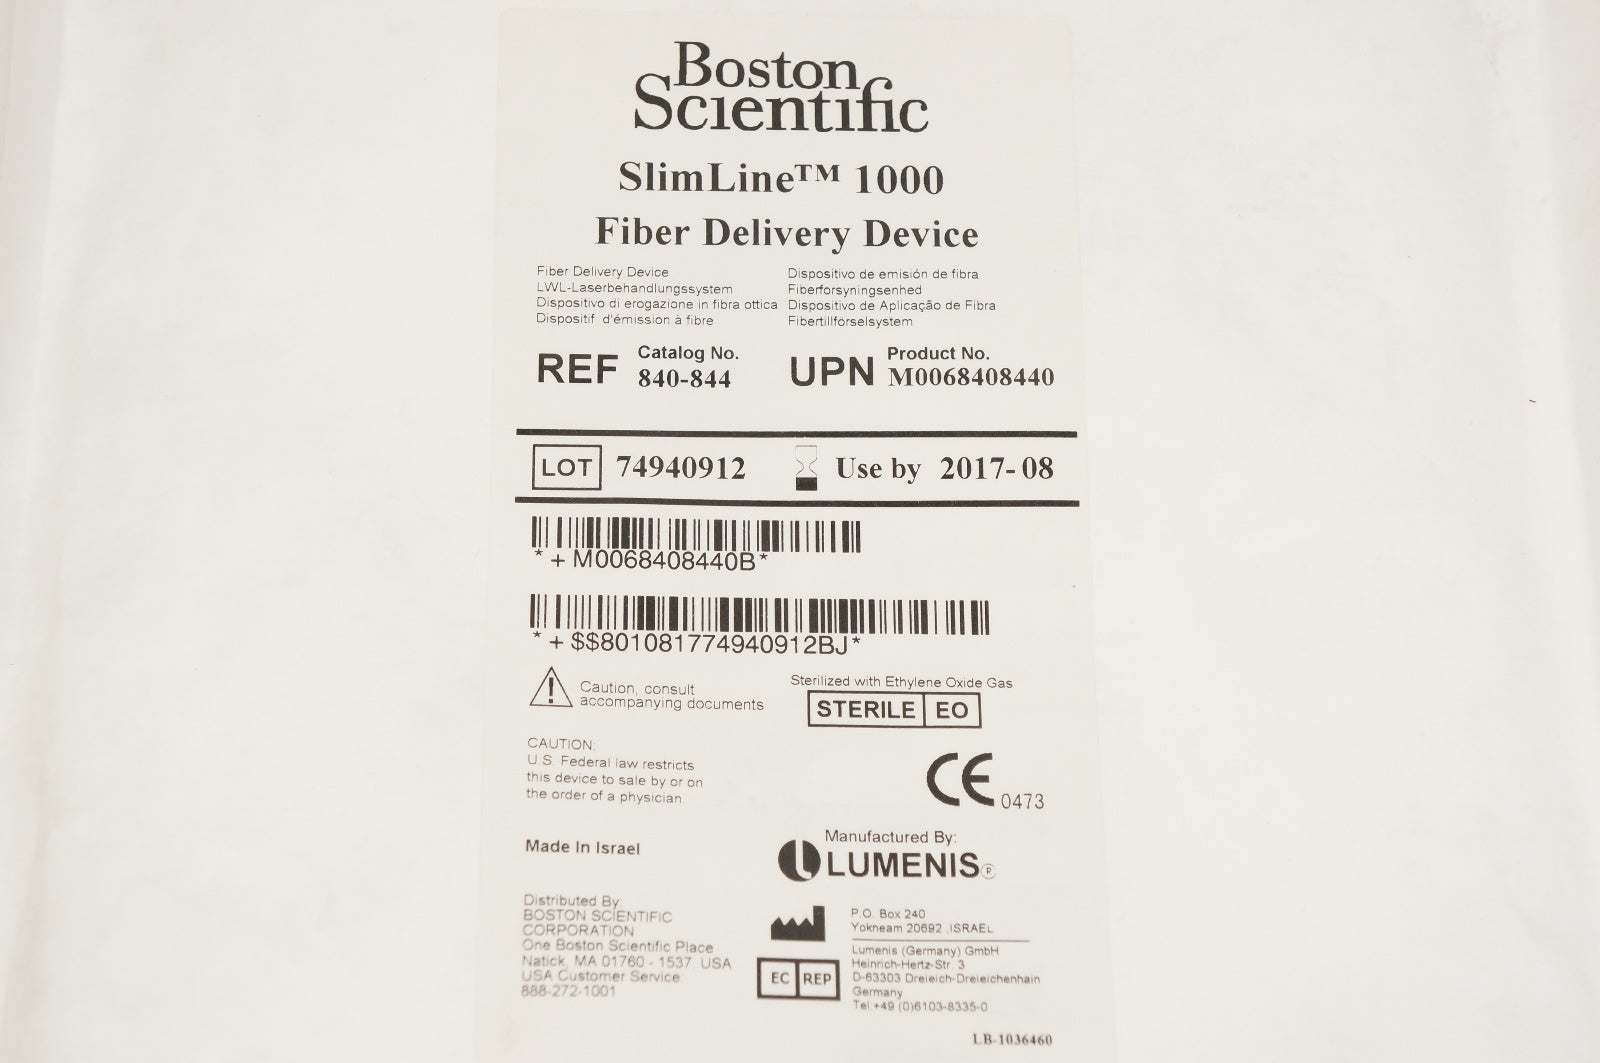 Boston
Scientific
SlimLine™ 1000
Fiber Delivery Device
Fiber Delivery Device
LWL-Laserbehandlungssystem
Dispositivo di erogazione in fibra ottica
Dispositif d'émission à fibre
Dispositivo de emisión de fibra
Fiberforsyningsenhed
Dispositivo de Aplicação de Fibra
Fibertillförselsystem
REF Catalog No. 840-844
UPN Product No. M0068408440
LOT 74940912 Use by 2017-08
*+M0068408440B*
*+$$801081774940912BJ*
Caution, consult
accompanying documents
Sterilized with Ethylene Oxide Gas
STERILE EO
CAUTION:
U.S. Federal law restricts
this device to sale by or on
the order of a physician.
CE 0473
Made In Israel
Manufactured By:
LUMENIS®
Distributed By:
BOSTON SCIENTIFIC
CORPORATION
One Boston Scientific Place
Natick, MA 01760 - 1537 USA
USA Customer Service
888-272-1001
P.O. Box 240
Yokneam 20692 ,ISRAEL
EC REP
Lumenis (Germany) GmbH
Heinrich-Hertz-Str. 3
D-63303 Dreieich-Dreieichenhain
Germany
Tel:+49 (0)6103-8335-0
LB-1036460